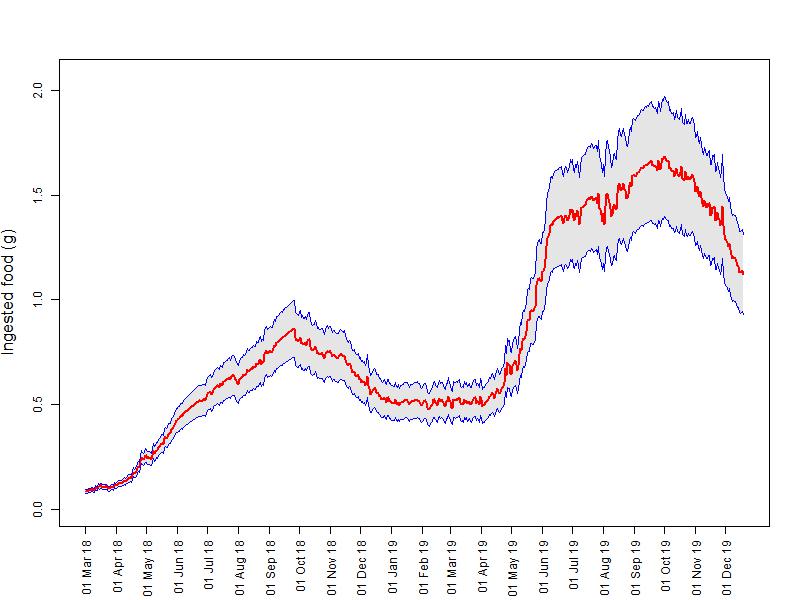 Ingested food (g)
2.0
1.5
1.0
0.5
0.0
01 Mar 18
01 Apr 18
01 May 18
01 Jun 18
01 Jul 18
01 Aug 18
01 Sep 18
01 Oct 18
01 Nov 18
01 Dec 18
01 Jan 19
01 Feb 19
01 Mar 19
01 Apr 19
01 May 19
01 Jun 19
01 Jul 19
01 Aug 19
01 Sep 19
01 Oct 19
01 Nov 19
01 Dec 19